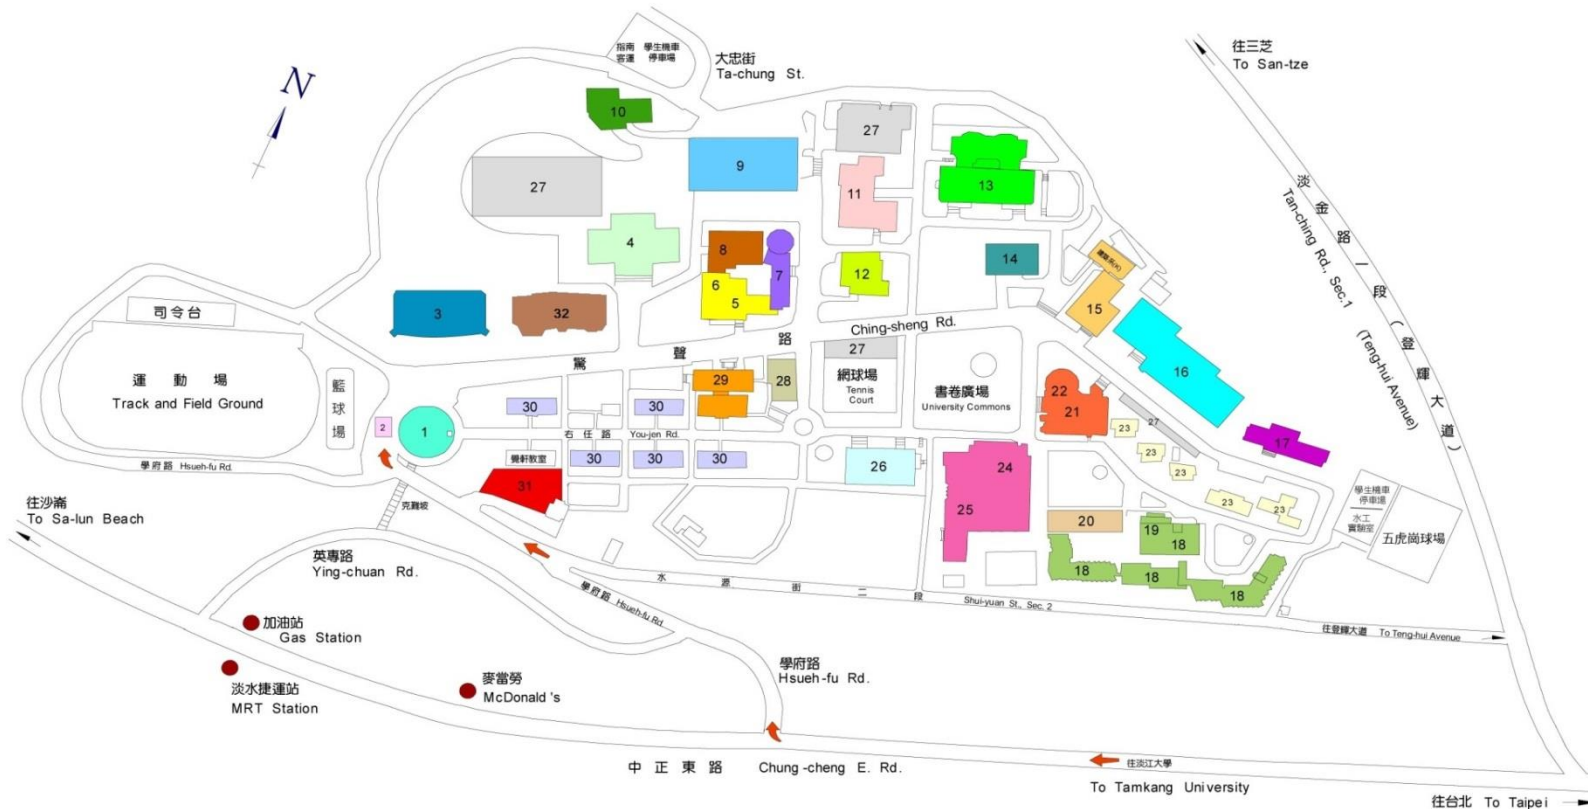 指南
客運
學生機車
停車場
大忠街
Ta-chung St.
往三芝
To San-tze
N
10
27
9
27
11
13
4
8
7
6
5
12
14
建築系(K)
15
淡金路一段(登輝大道)
Tan-ching Rd., Sec.1 (Teng-hui Avenue)
3
32
司令台
驚聲路
Ching-sheng Rd.
16
運動場
Track and Field Ground
籃球場
29
28
27
網球場
Tennis
Court
書卷廣場
University Commons
22
21
27
2
1
30
30
右任路 You-jen Rd.
30
30
30
覺軒教室
31
26
24
25
23
23
23
23
23
17
學府路 Hsueh-fu Rd.
克難坡
20
19
18
18
18
18
學生機車
停車場
水工
實驗室
五虎崗球場
往沙崙
To Sa-lun Beach
英專路
Ying-chuan Rd.
學府路 Hsueh-fu Rd.
水源街二段 Shui-yuan St., Sec. 2
往登輝大道 To Teng-hui Avenue
加油站
Gas Station
淡水捷運站
MRT Station
麥當勞
McDonald's
學府路
Hsueh-fu Rd.
中正東路 Chung-cheng E. Rd.
往淡江大學
To Tamkang University
往台北 To Taipei